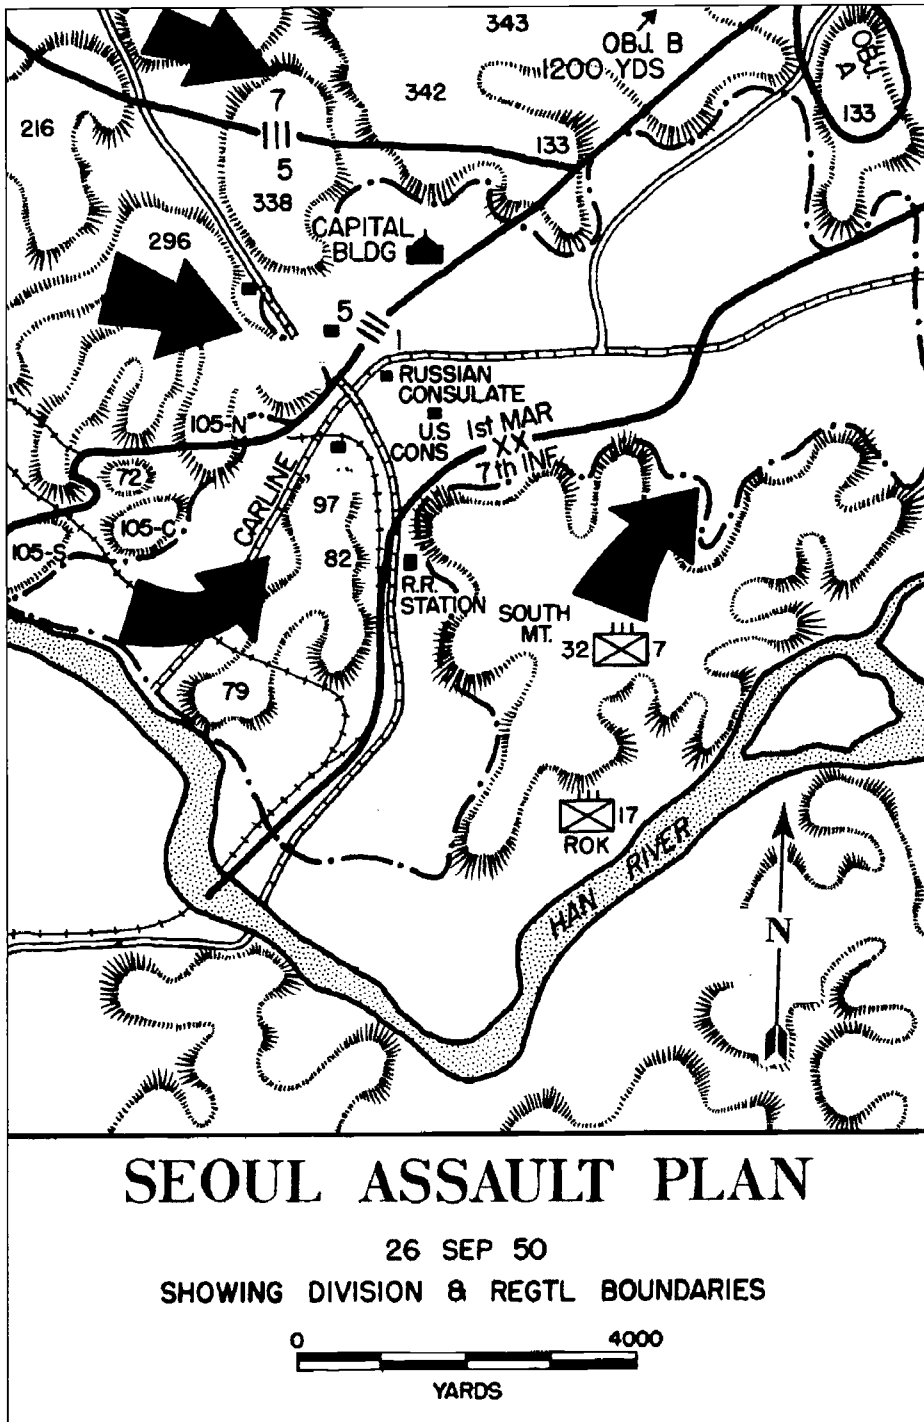 343
OBJ. B
1200 YDS
OBJ
A
133
342
216
7
5
338
133
296
CAPITAL
BLDG
5
RUSSIAN
CONSULATE
U.S
CONS
1st MAR
XX
7th INF
105-N
72
105-C
105-S
CARLINE
97
82
R.R.
STATION
SOUTH
MT.
32 7
79
17
ROK
HAN RIVER
N
SEOUL ASSAULT PLAN
26 SEP 50
SHOWING DIVISION & REGTL BOUNDARIES
0 4000
YARDS